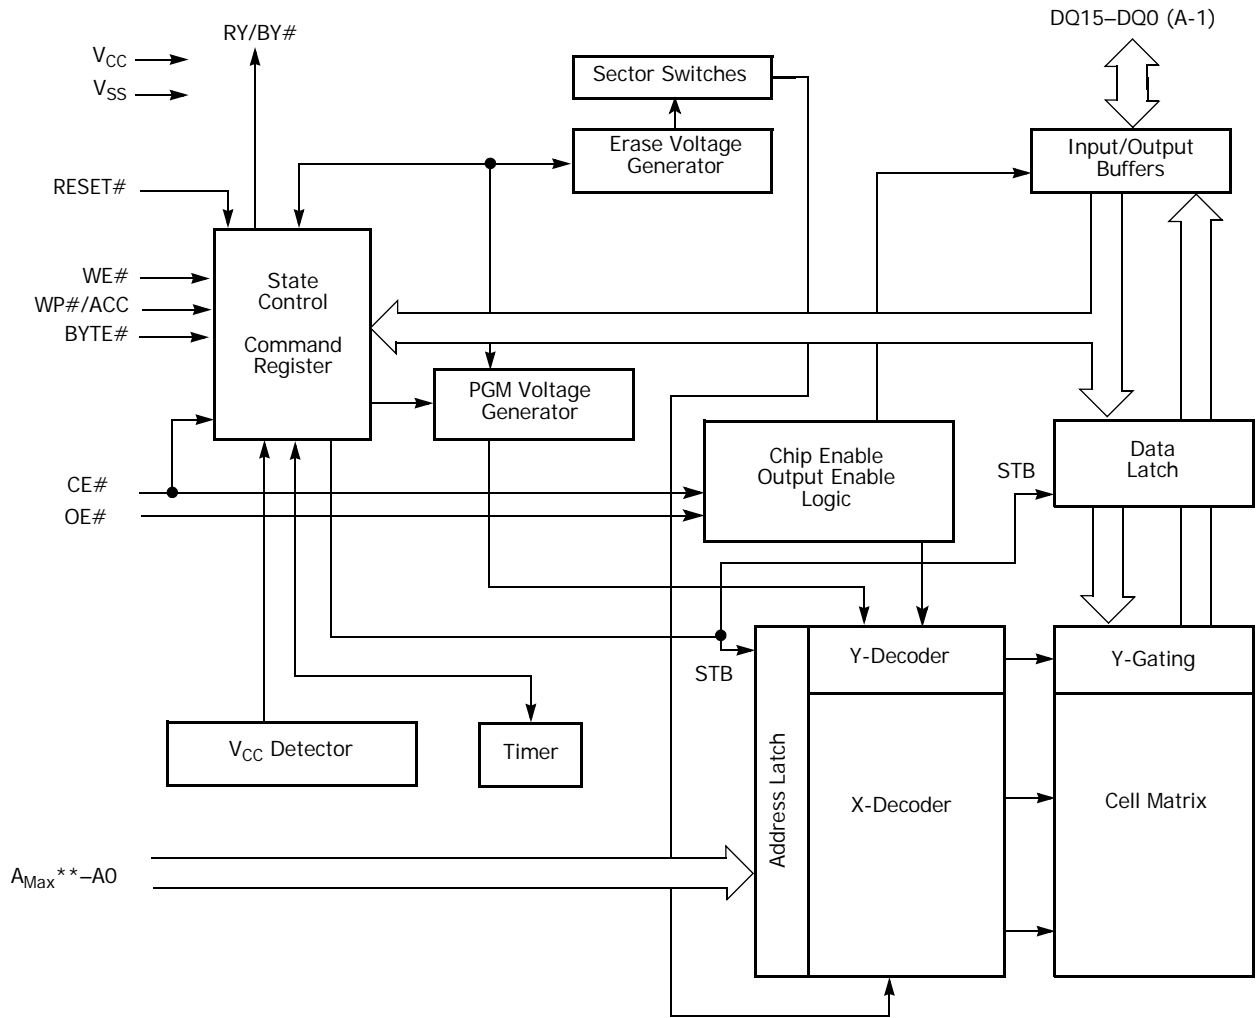 DQ15–DQ0 (A-1)
RY/BY#
VCC
VSS
Sector Switches
Erase Voltage
Generator
Input/Output
Buffers
RESET#
WE#
WP#/ACC
BYTE#
State
Control
Command
Register
PGM Voltage
Generator
Chip Enable
Output Enable
Logic
Data
Latch
STB
CE#
OE#
STB
Y-Decoder
Y-Gating
VCC Detector
Timer
Address Latch
X-Decoder
Cell Matrix
AMax**–A0